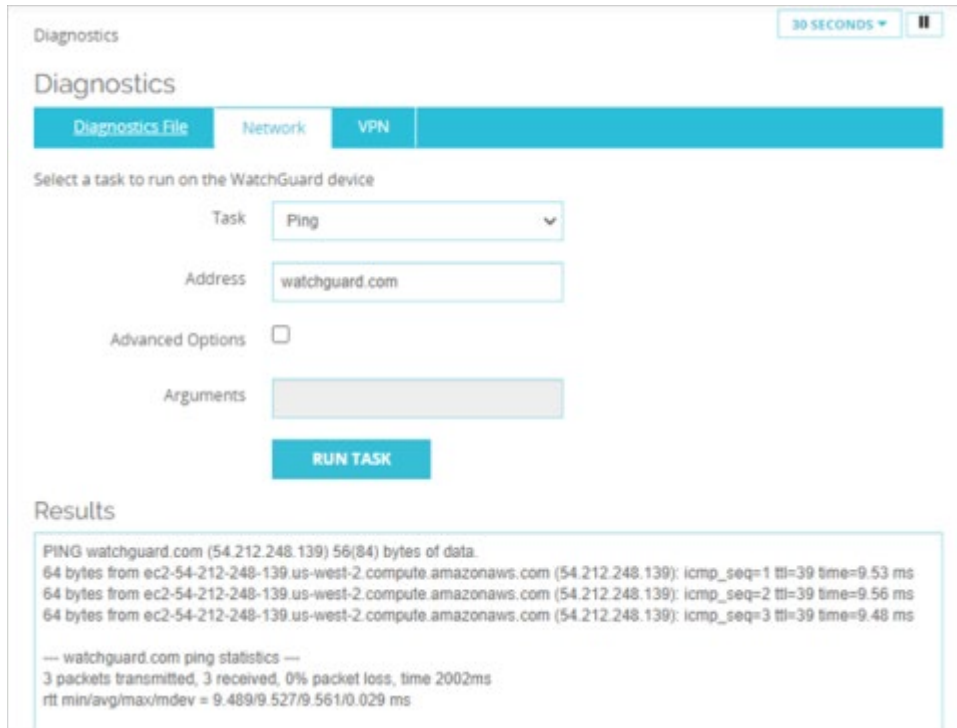 30 SECONDS
Diagnostics
Diagnostics
Diagnostics File Network VPN
Select a task to run on the WatchGuard device
Task Ping
Address watchguard.com
Advanced Options
Arguments
RUN TASK
Results
PING watchguard.com (54.212.248.139) 56(84) bytes of data.
64 bytes from ec2-54-212-248-139.us-west-2.compute.amazonaws.com (54.212.248.139): icmp_seq=1 ttl=39 time=9.53 ms
64 bytes from ec2-54-212-248-139.us-west-2.compute.amazonaws.com (54.212.248.139): icmp_seq=2 ttl=39 time=9.56 ms
64 bytes from ec2-54-212-248-139.us-west-2.compute.amazonaws.com (54.212.248.139): icmp_seq=3 ttl=39 time=9.48 ms
--- watchguard.com ping statistics ---
3 packets transmitted, 3 received, 0% packet loss, time 2002ms
rtt min/avg/max/mdev = 9.489/9.527/9.561/0.029 ms